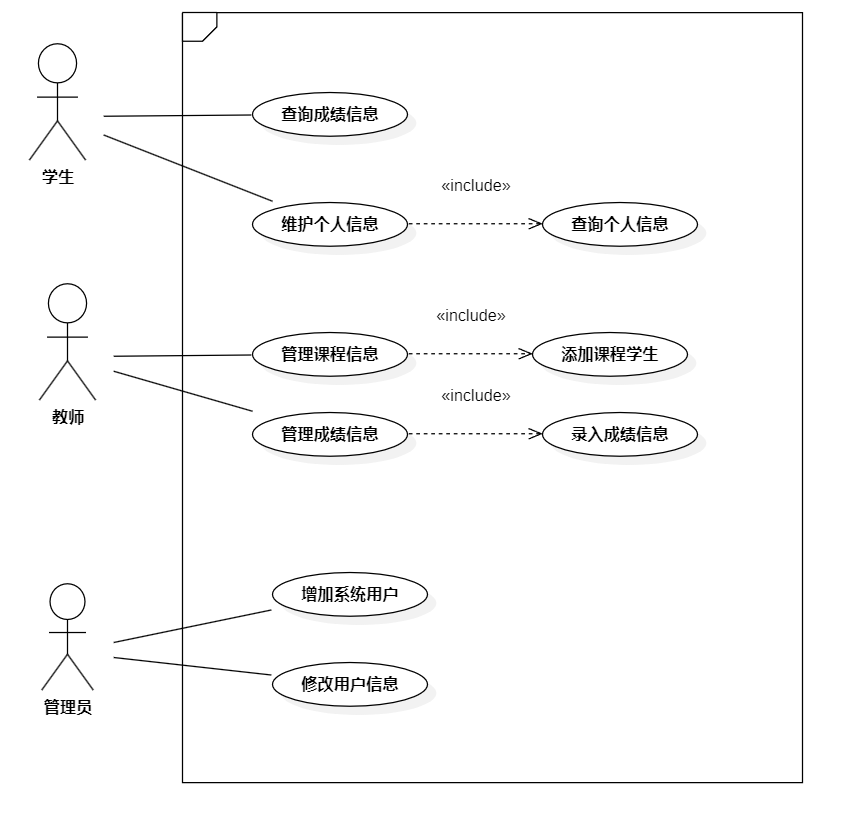 查询成绩信息
学生
«include»
维护个人信息
查询个人信息
«include»
管理课程信息
添加课程学生
«include»
教师
管理成绩信息
录入成绩信息
增加系统用户
修改用户信息
管理员